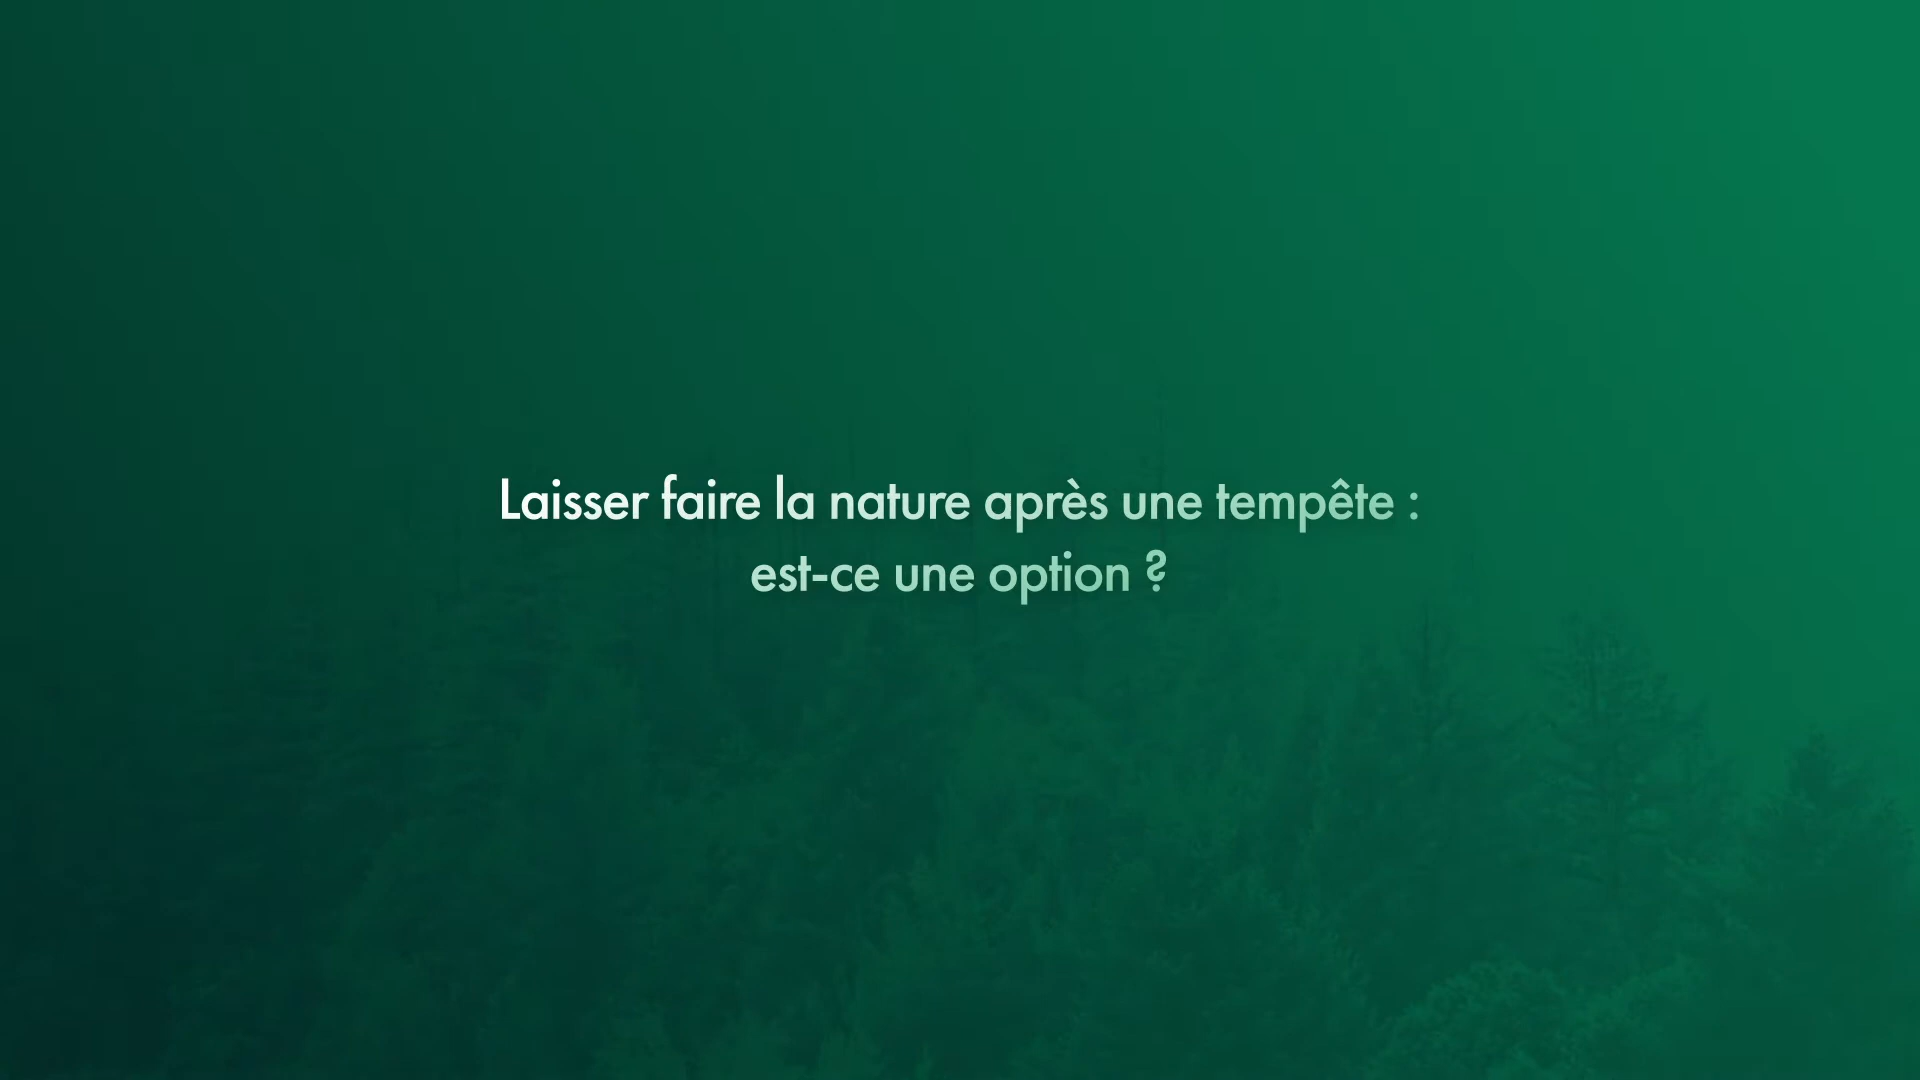 Laisser faire la nature après une tempête :
est-ce une option ?